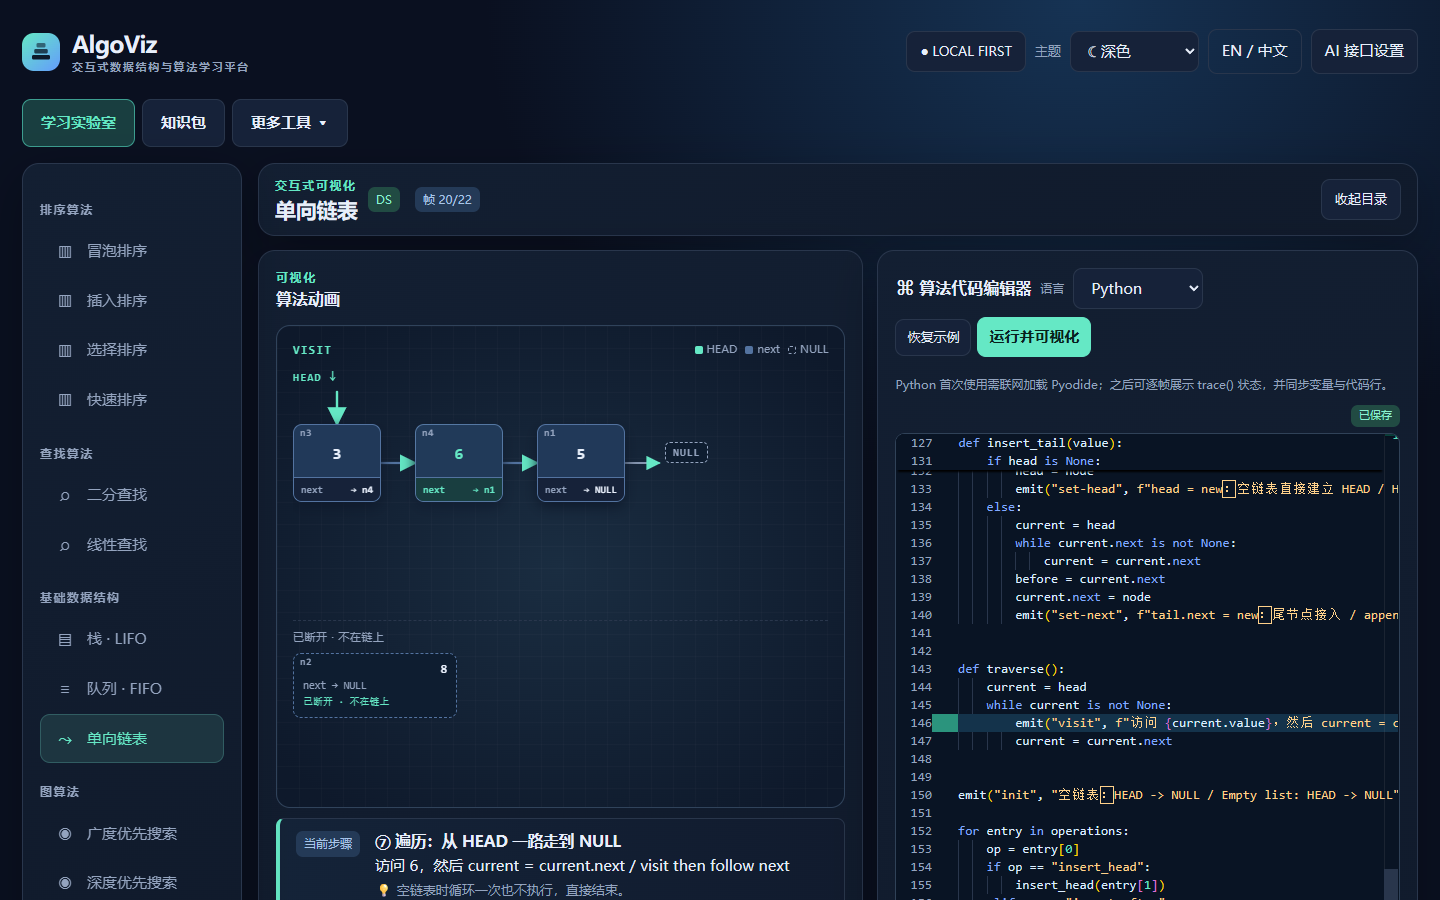 AlgoViz
交互式数据结构与算法学习平台
● LOCAL FIRST
主题
☾ 深色
EN / 中文
AI 接口设置
学习实验室
知识包
更多工具 ▾
排序算法
▥ 冒泡排序
▥ 插入排序
▥ 选择排序
▥ 快速排序
查找算法
⌕ 二分查找
⌕ 线性查找
基础数据结构
▤ 栈 · LIFO
≡ 队列 · FIFO
⤳ 单向链表
图算法
◉ 广度优先搜索
◉ 深度优先搜索
交互式可视化
单向链表
DS
帧 20/22
收起目录
可视化
算法动画
VISIT
HEAD
next
NULL
HEAD ↓
n3
3
next → n4
n4
6
next → n1
n1
5
next → NULL
NULL
已断开 · 不在链上
n2
8
next → NULL
已断开 · 不在链上
当前步骤
⑦ 遍历：从 HEAD 一路走到 NULL
访问 6，然后 current = current.next / visit then follow next
💡 空链表时循环一次也不执行，直接结束。
⌘ 算法代码编辑器
语言
Python
恢复示例
运行并可视化
Python 首次使用需联网加载 Pyodide；之后可逐帧展示 trace() 状态，并同步变量与代码行。
已保存
127 def insert_tail(value):
131 if head is None:
133 emit("set-head", f"head = new：空链表直接建立 HEAD / H
134 else:
135 current = head
136 while current.next is not None:
137 current = current.next
138 before = current.next
139 current.next = node
140 emit("set-next", f"tail.next = new：尾节点接入 / appen
141
142
143 def traverse():
144 current = head
145 while current is not None:
146 emit("visit", f"访问 {current.value}，然后 current = c
147 current = current.next
148
149
150 emit("init", "空链表：HEAD -> NULL / Empty list: HEAD -> NULL"
151
152 for entry in operations:
153 op = entry[0]
154 if op == "insert_head":
155 insert_head(entry[1])